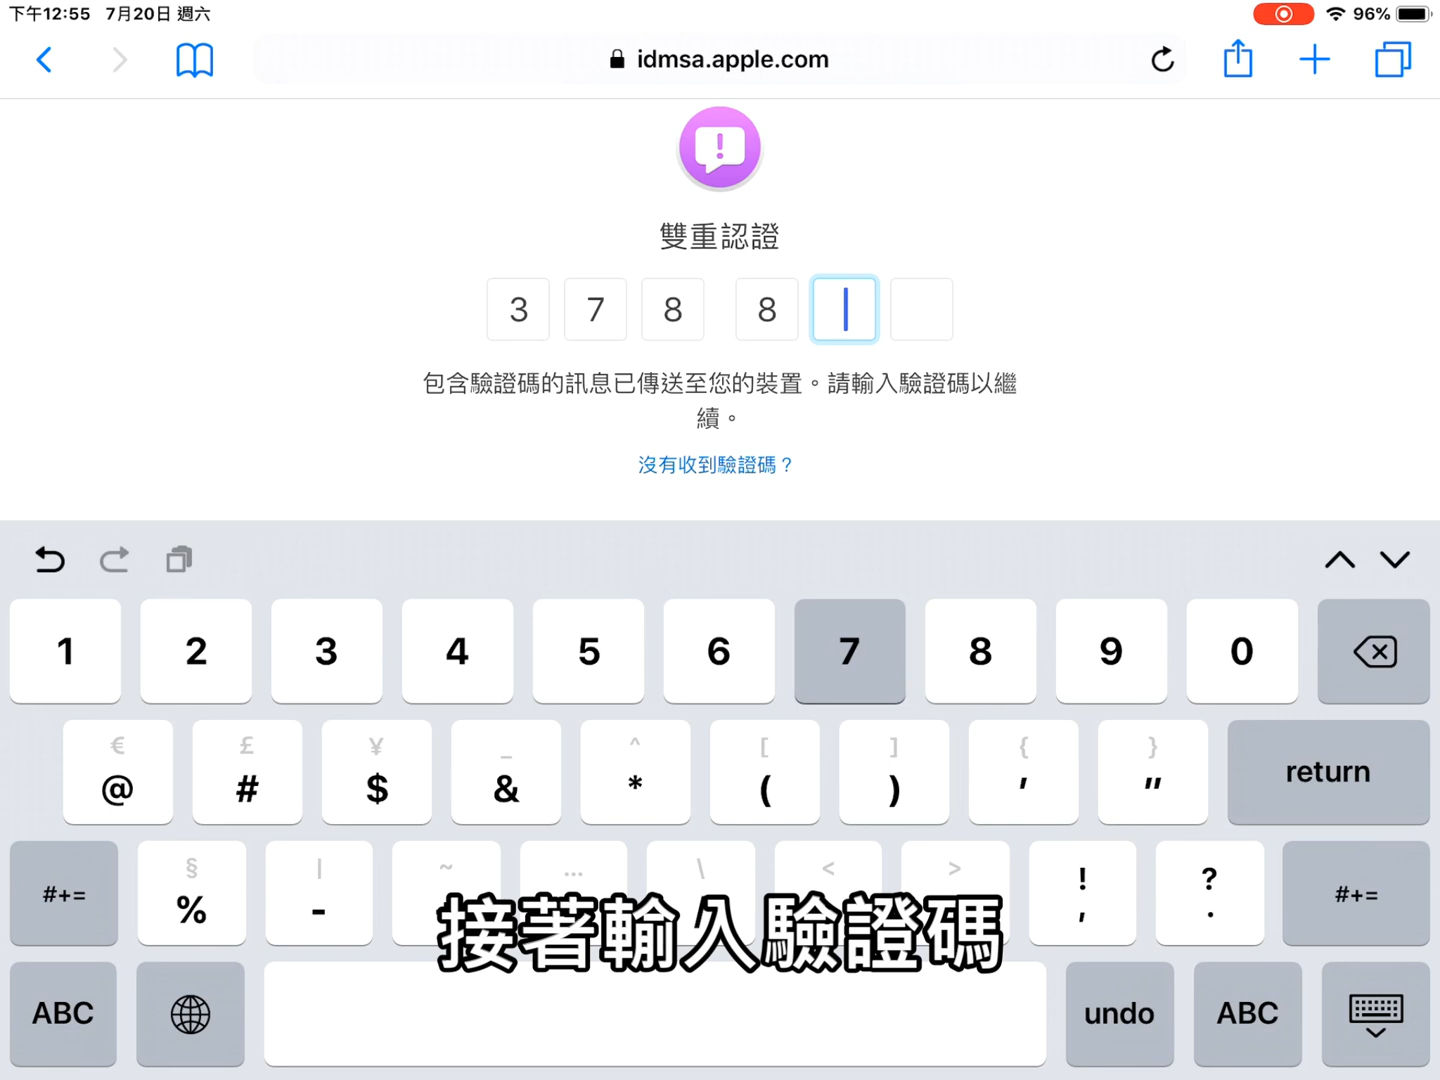 下午12:55 7月20日 週六
96%
idmsa.apple.com
!
雙重認證
3 7 8 8
包含驗證碼的訊息已傳送至您的裝置。請輸入驗證碼以繼
續。
沒有收到驗證碼？
1 2 3 4 5 6 7 8 9 0
€ £ ¥ _ ^ [ ] { }
@ # $ & * ( ) ' " return
§ | ~ … \ < > ! ?
#+= % - , . #+=
接著輸入驗證碼
ABC undo ABC